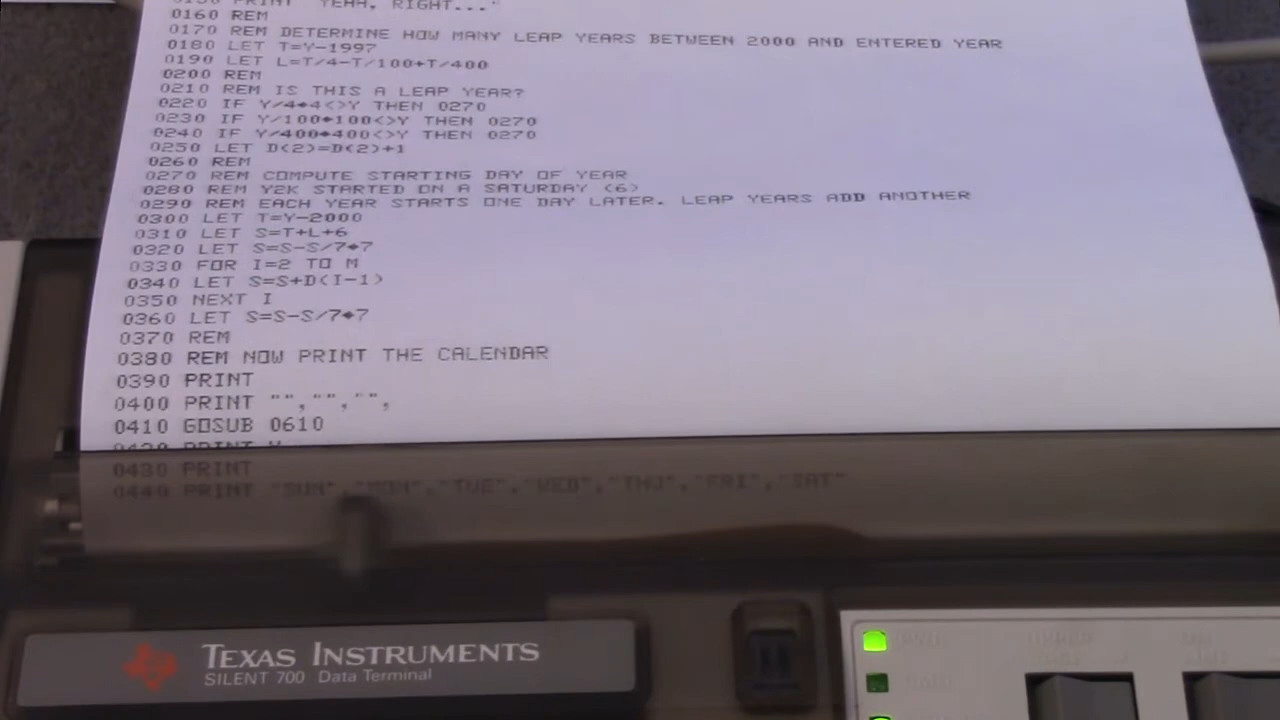 0150 PRINT "YEAH, RIGHT..."
0160 REM
0170 REM DETERMINE HOW MANY LEAP YEARS BETWEEN 2000 AND ENTERED YEAR
0180 LET T=Y-1997
0190 LET L=T/4-T/100+T/400
0200 REM
0210 REM IS THIS A LEAP YEAR?
0220 IF Y/4*4<>Y THEN 0270
0230 IF Y/100*100<>Y THEN 0270
0240 IF Y/400*400<>Y THEN 0270
0250 LET D(2)=D(2)+1
0260 REM
0270 REM COMPUTE STARTING DAY OF YEAR
0280 REM Y2K STARTED ON A SATURDAY (6)
0290 REM EACH YEAR STARTS ONE DAY LATER. LEAP YEARS ADD ANOTHER
0300 LET T=Y-2000
0310 LET S=T+L+6
0320 LET S=S-S/7*7
0330 FOR I=2 TO M
0340 LET S=S+D(I-1)
0350 NEXT I
0360 LET S=S-S/7*7
0370 REM
0380 REM NOW PRINT THE CALENDAR
0390 PRINT
0400 PRINT "","","",
0410 GOSUB 0610
0420 PRINT Y
0430 PRINT
0440 PRINT "SUN","MON","TUE","WED","THU","FRI","SAT"
TEXAS INSTRUMENTS
SILENT 700 Data Terminal